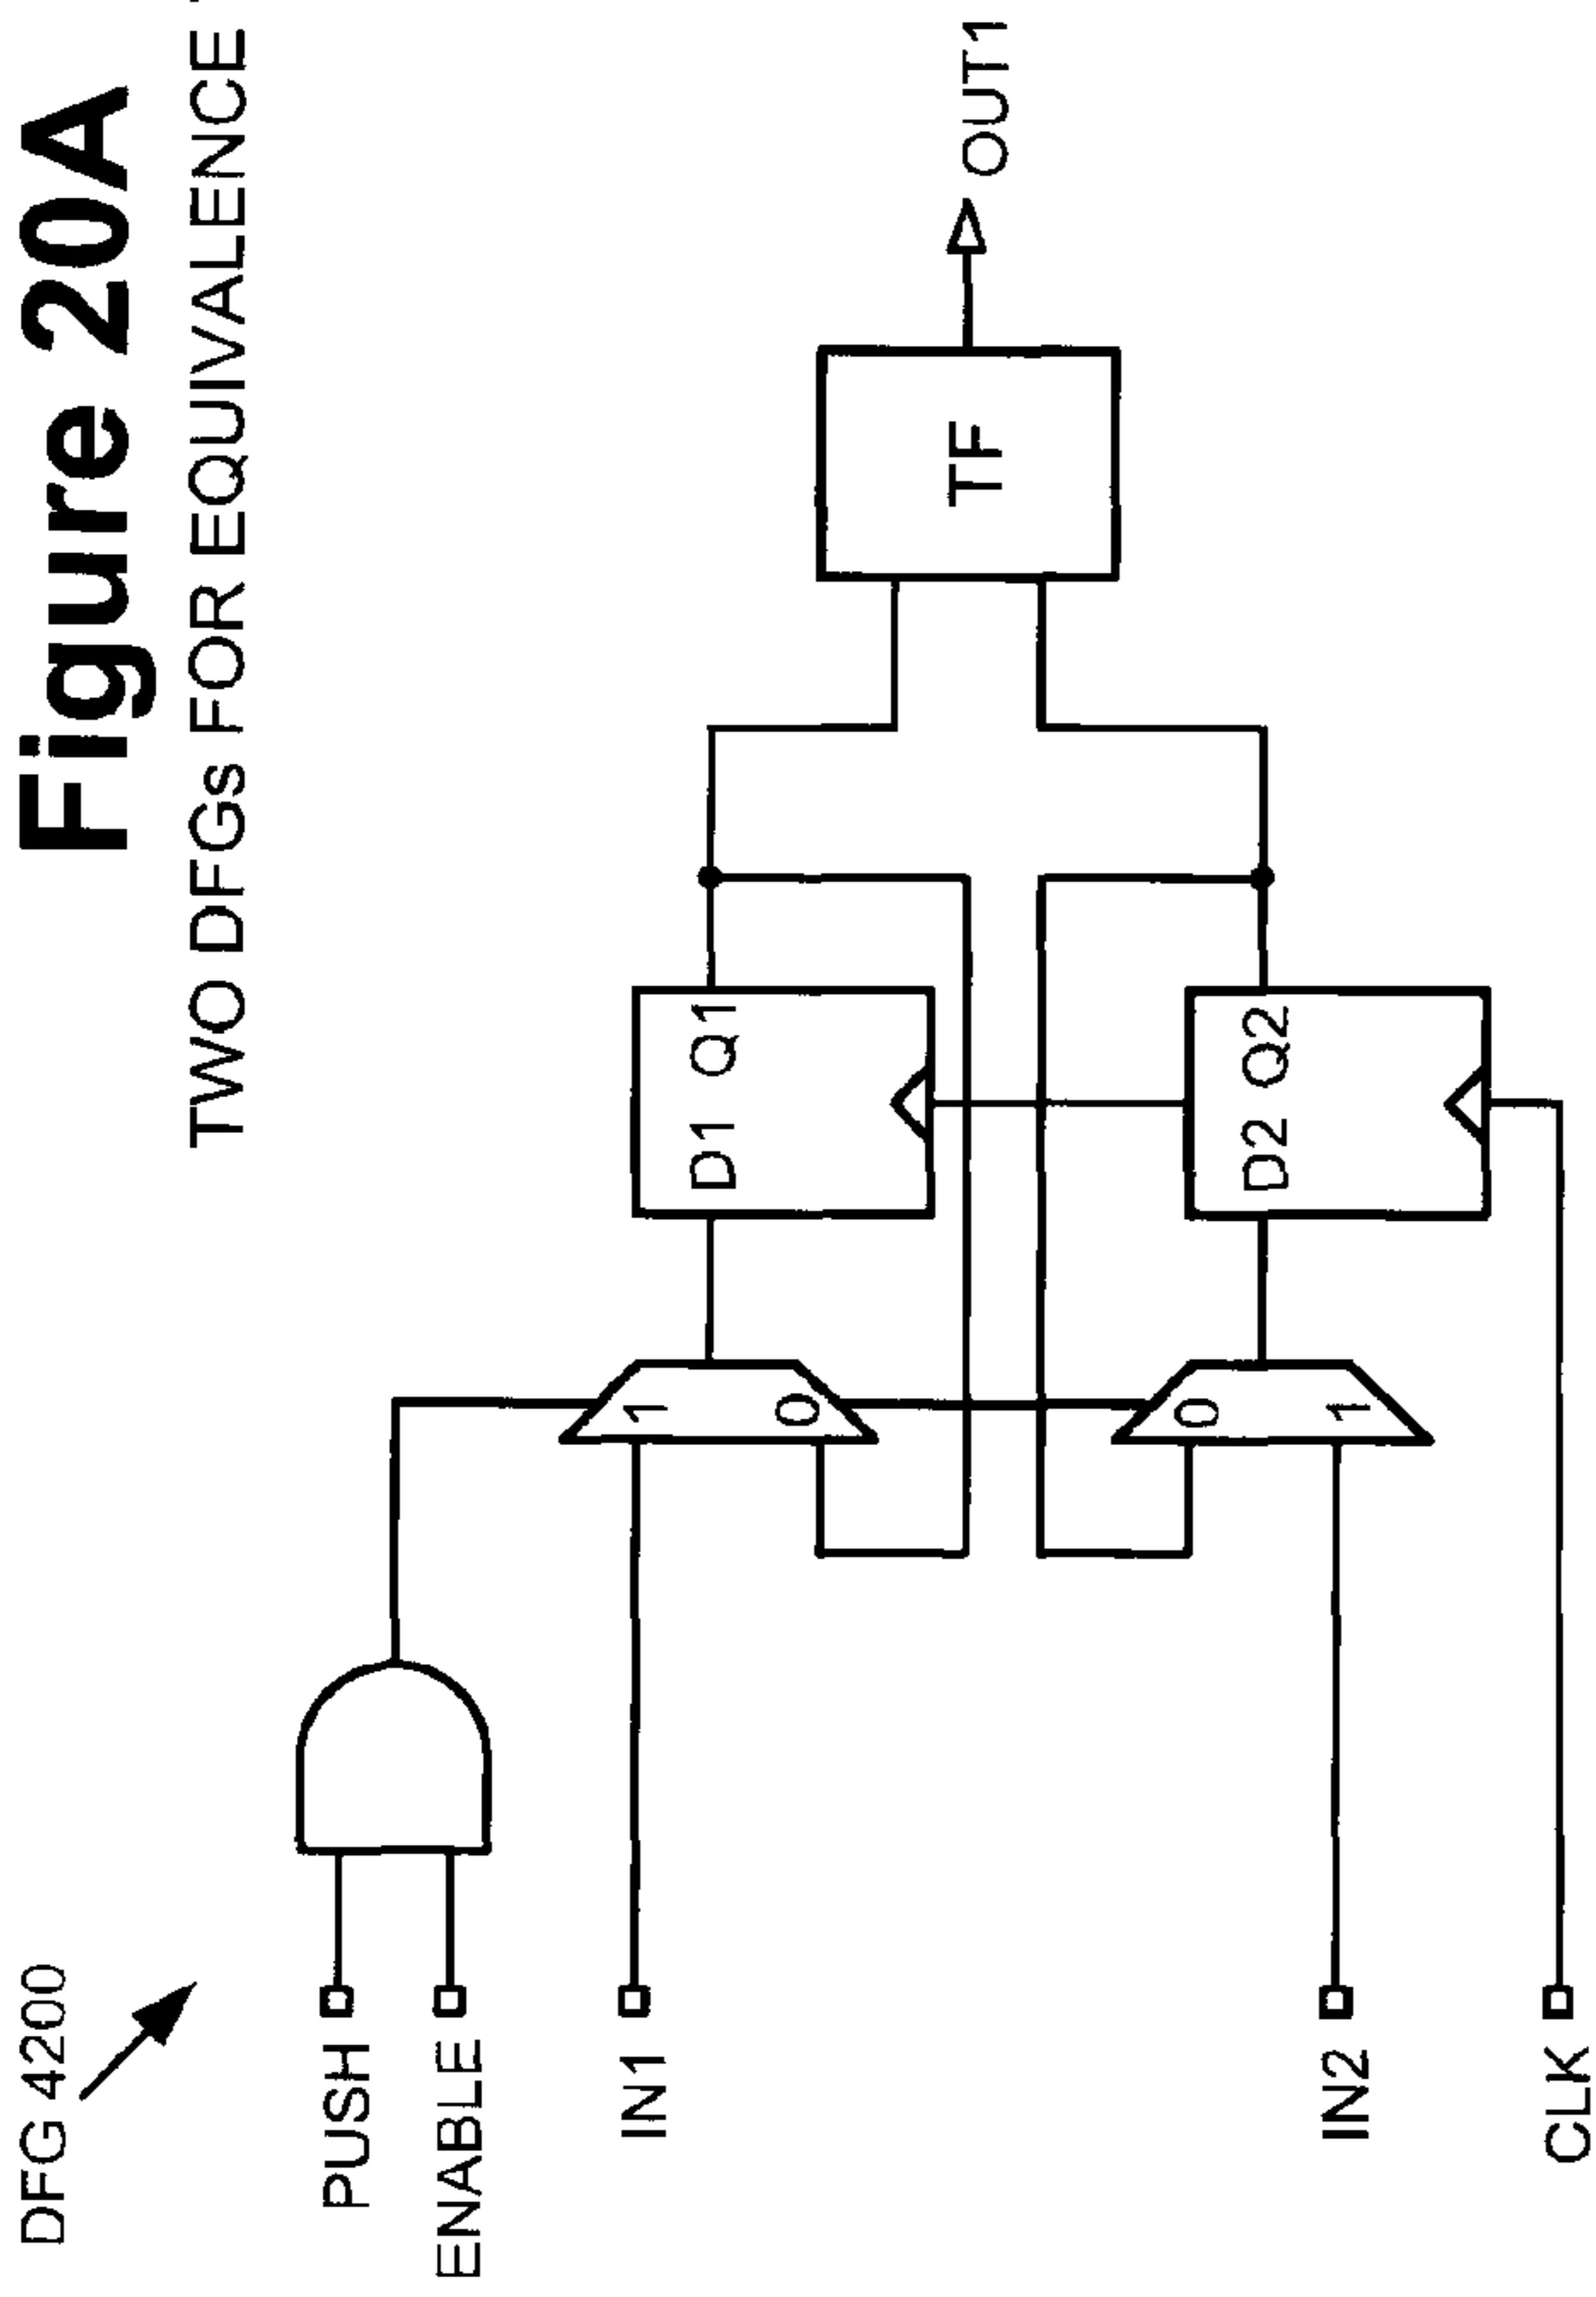 Figure 20A
TWO DFGs FOR EQUIVALENCE
DFG 4200
PUSH
ENABLE
IN1
1
0
D1 Q1
TF
OUT1
0
1
D2 Q2
IN2
CLK